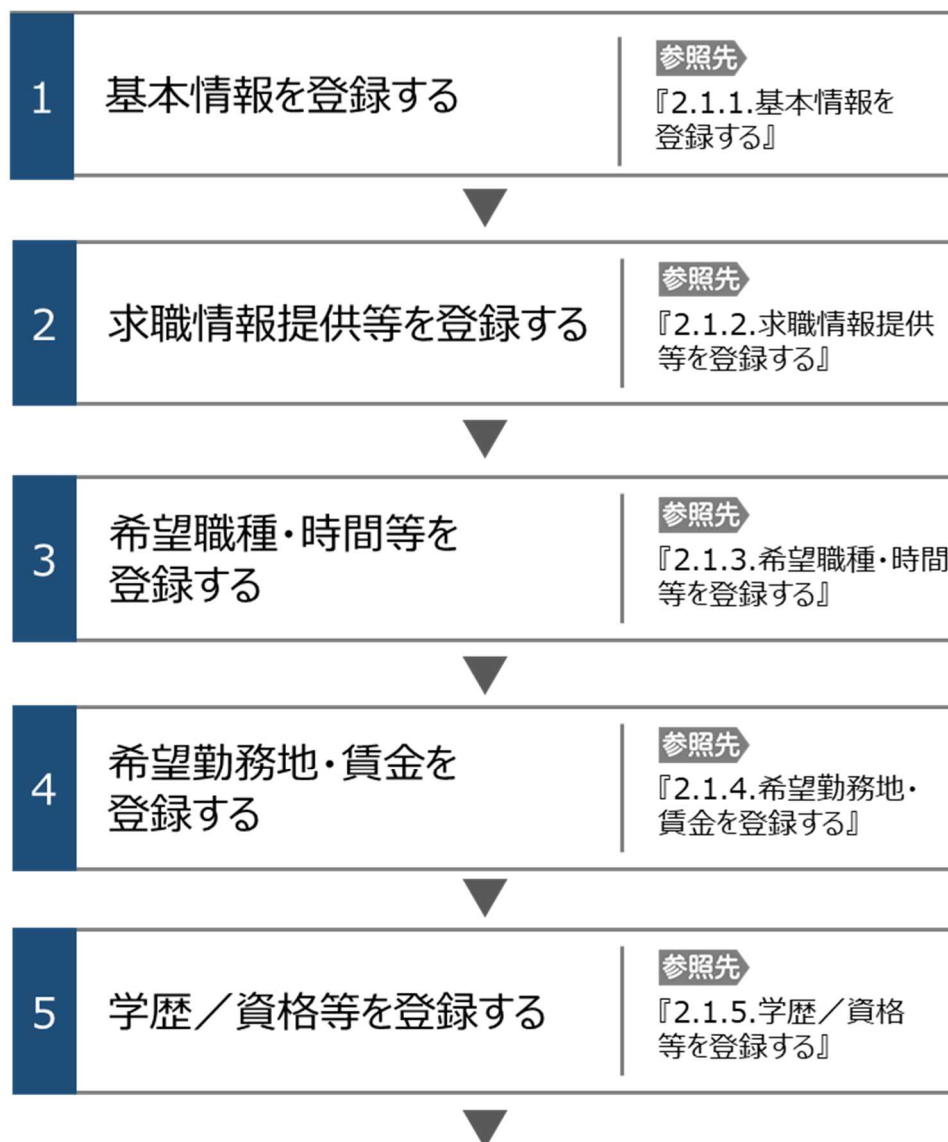 1
基本情報を登録する
参照先
『2.1.1.基本情報を
登録する』
2
求職情報提供等を登録する
参照先
『2.1.2.求職情報提供
等を登録する』
3
希望職種・時間等を
登録する
参照先
『2.1.3.希望職種・時間
等を登録する』
4
希望勤務地・賃金を
登録する
参照先
『2.1.4.希望勤務地・
賃金を登録する』
5
学歴／資格等を登録する
参照先
『2.1.5.学歴／資格
等を登録する』